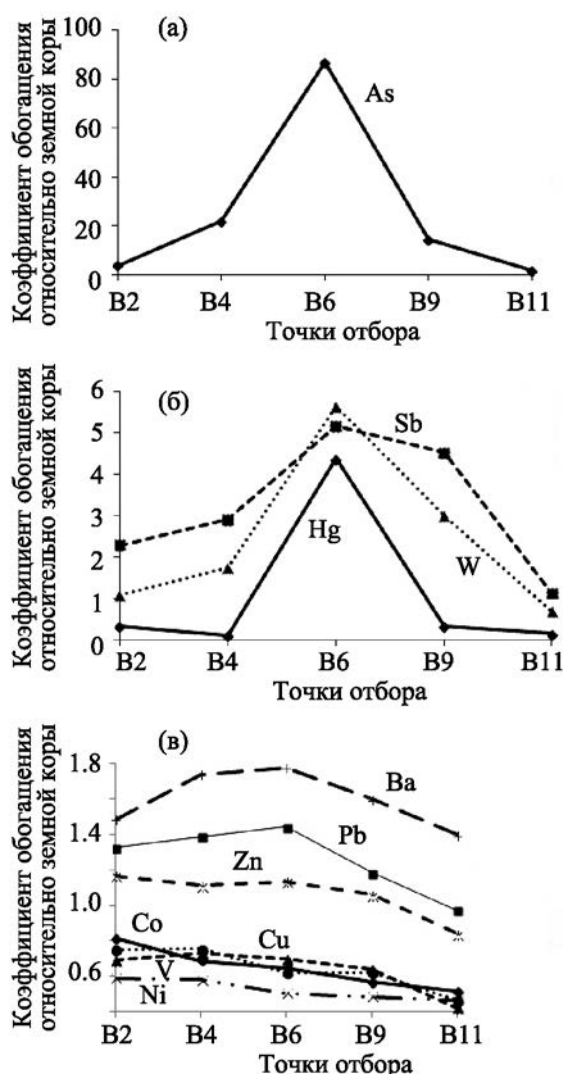 (а)
Коэффициент обогащения
относительно земной коры
100
80
60
40
20
0
As
B2 B4 B6 B9 B11
Точки отбора
(б)
Коэффициент обогащения
относительно земной коры
6
5
4
3
2
1
0
Sb
Hg
W
B2 B4 B6 B9 B11
Точки отбора
(в)
Коэффициент обогащения
относительно земной коры
1.8
1.4
1.0
0.6
Ba
Pb
Zn
Co
Cu
V
Ni
B2 B4 B6 B9 B11
Точки отбора